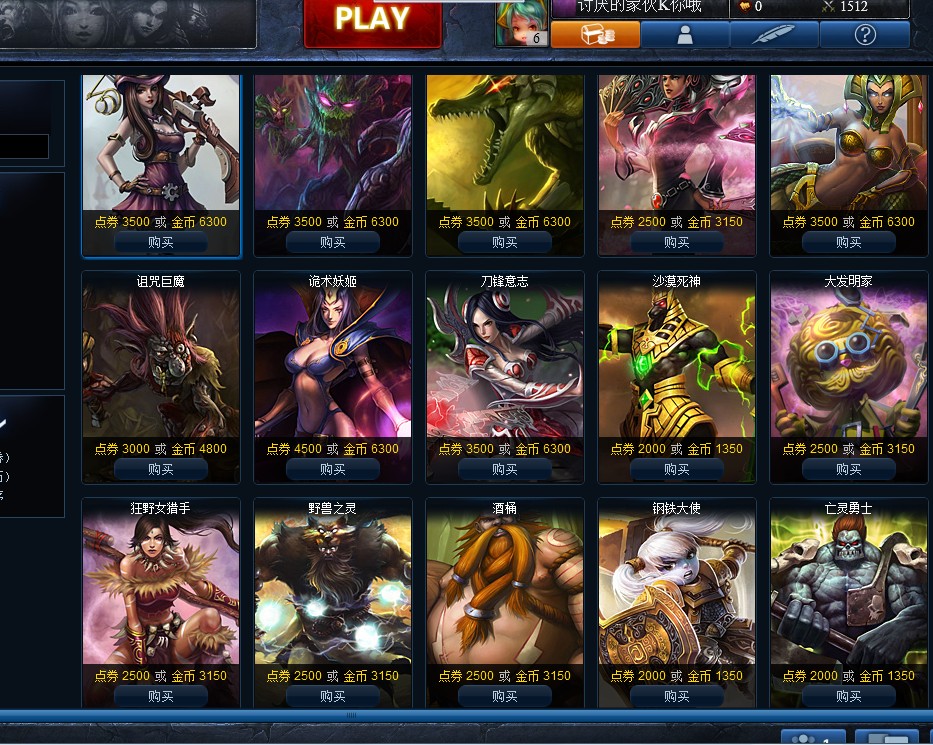 PLAY
讨厌的家伙K你哦
0
1512
6
点券 3500 或 金币 6300
点券 3500 或 金币 6300
点券 3500 或 金币 6300
点券 2500 或 金币 3150
点券 3500 或 金币 6300
购买
购买
购买
购买
购买
诅咒巨魔
诡术妖姬
刀锋意志
沙漠死神
大发明家
点券 3000 或 金币 4800
点券 4500 或 金币 6300
点券 3500 或 金币 6300
点券 2000 或 金币 1350
点券 2500 或 金币 3150
购买
购买
购买
购买
购买
狂野女猎手
野兽之灵
酒桶
钢铁大使
亡灵勇士
点券 2500 或 金币 3150
点券 2500 或 金币 3150
点券 2500 或 金币 3150
点券 2000 或 金币 1350
点券 2000 或 金币 1350
购买
购买
购买
购买
购买